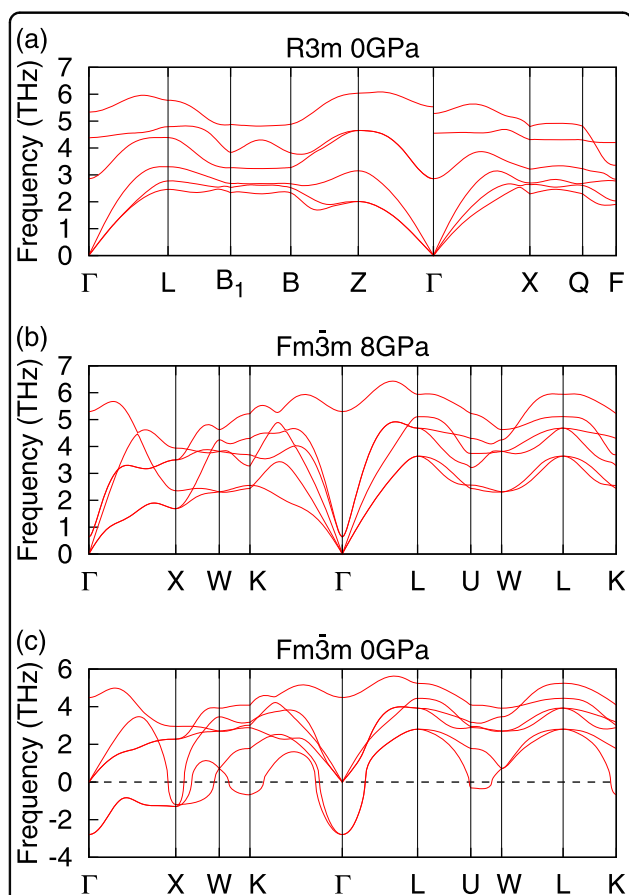 (a)
R3m 0GPa
Frequency (THz)
7
6
5
4
3
2
1
0
Γ L B1 B Z Γ X Q F
(b)
Fm3̄m 8GPa
Frequency (THz)
7
6
5
4
3
2
1
0
Γ X W K Γ L U W L K
(c)
Fm3̄m 0GPa
Frequency (THz)
6
4
2
0
-2
-4
Γ X W K Γ L U W L K